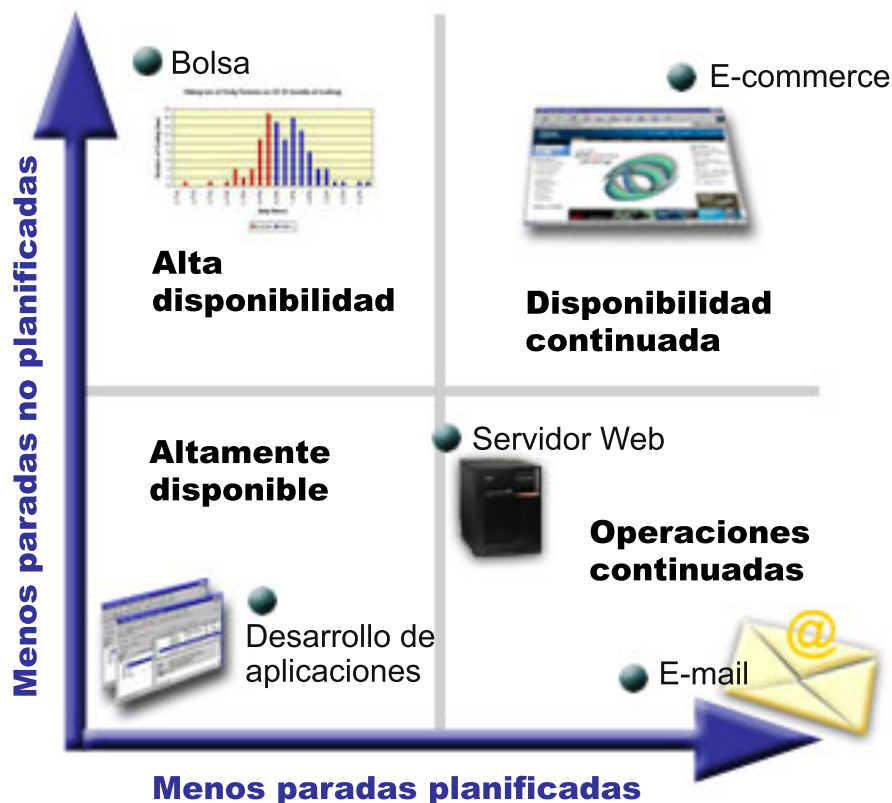 Bolsa
E-commerce
Alta
disponibilidad
Disponibilidad
continuada
Menos paradas no planificadas
Altamente
disponible
Servidor Web
Operaciones
continuadas
Desarrollo de
aplicaciones
E-mail
@
Menos paradas planificadas